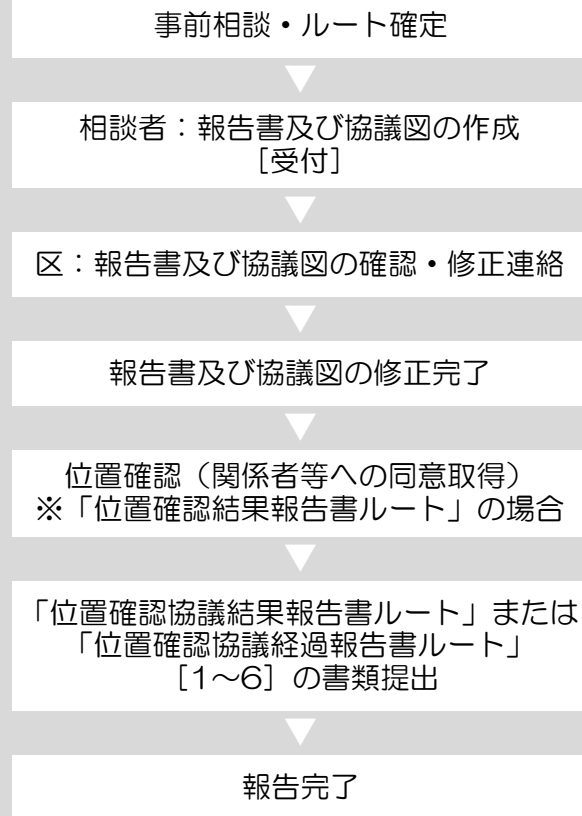 事前相談・ルート確定
相談者：報告書及び協議図の作成
［受付］
区：報告書及び協議図の確認・修正連絡
報告書及び協議図の修正完了
位置確認（関係者等への同意取得）
※「位置確認結果報告書ルート」の場合
「位置確認協議結果報告書ルート」または
「位置確認協議経過報告書ルート」
［1〜6］の書類提出
報告完了